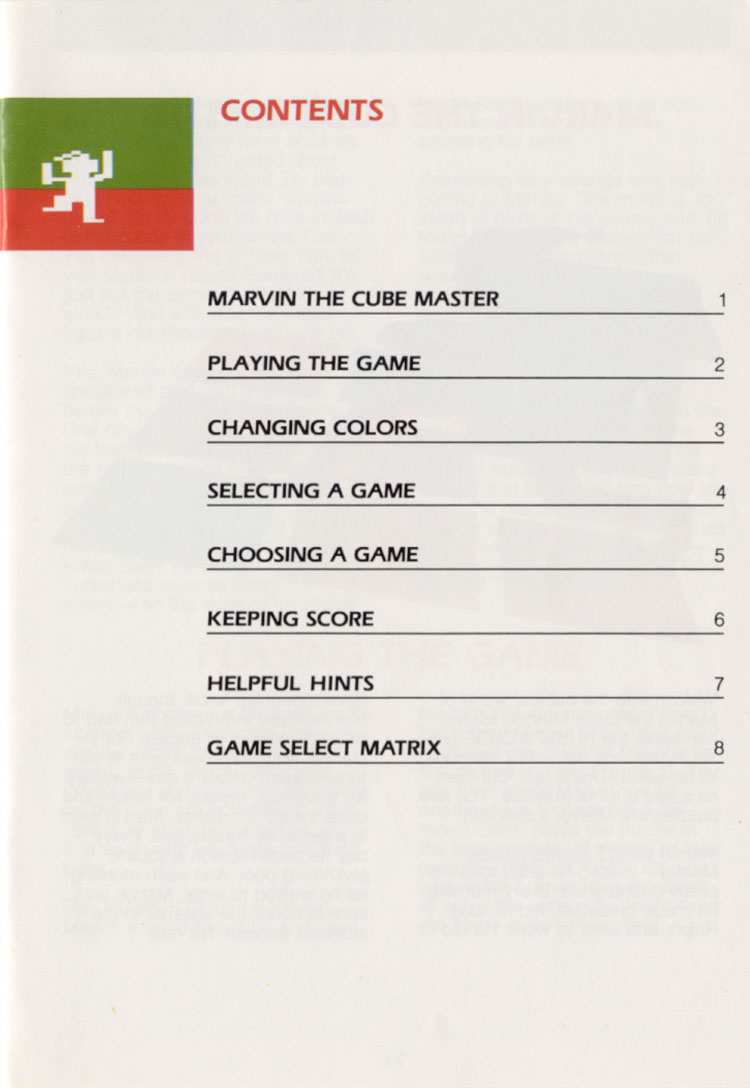 CONTENTS
MARVIN THE CUBE MASTER 1
PLAYING THE GAME 2
CHANGING COLORS 3
SELECTING A GAME 4
CHOOSING A GAME 5
KEEPING SCORE 6
HELPFUL HINTS 7
GAME SELECT MATRIX 8